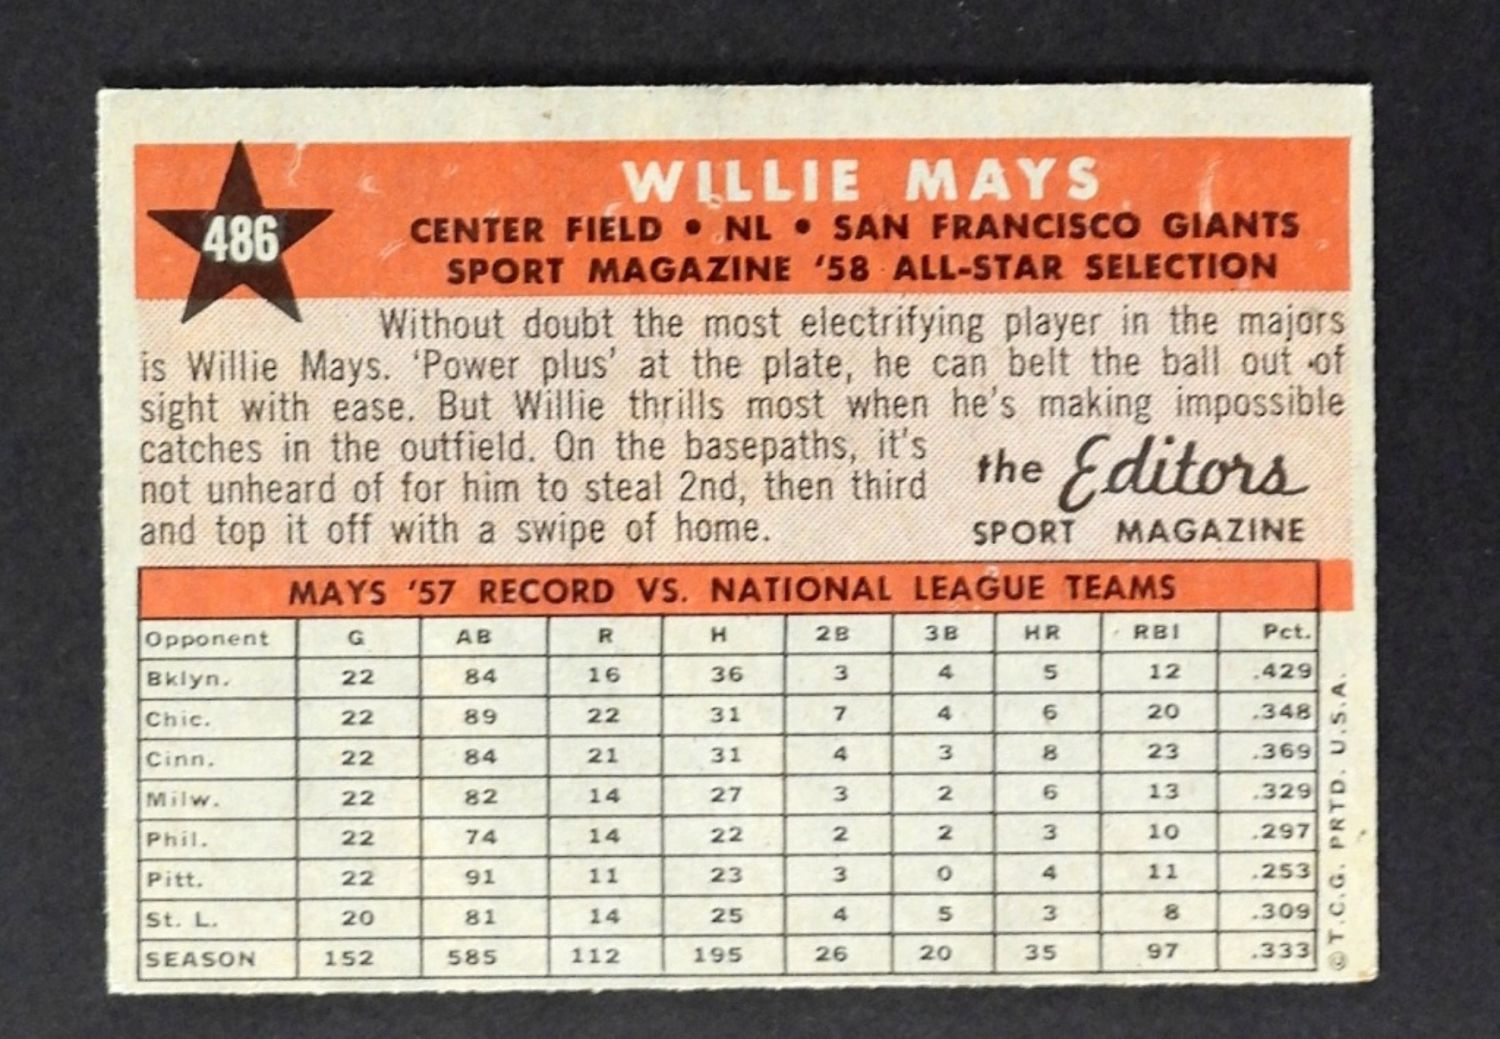 486
WILLIE MAYS
CENTER FIELD • NL • SAN FRANCISCO GIANTS
SPORT MAGAZINE '58 ALL-STAR SELECTION
Without doubt the most electrifying player in the majors
is Willie Mays. 'Power plus' at the plate, he can belt the ball out of
sight with ease. But Willie thrills most when he's making impossible
catches in the outfield. On the basepaths, it's
not unheard of for him to steal 2nd, then third
and top it off with a swipe of home.
the Editors
SPORT MAGAZINE
MAYS '57 RECORD VS. NATIONAL LEAGUE TEAMS
Opponent G AB R H 2B 3B HR RBI Pct.
Bklyn. 22 84 16 36 3 4 5 12 .429
Chic. 22 89 22 31 7 4 6 20 .348
Cinn. 22 84 21 31 4 3 8 23 .369
Milw. 22 82 14 27 3 2 6 13 .329
Phil. 22 74 14 22 2 2 3 10 .297
Pitt. 22 91 11 23 3 0 4 11 .253
St. L. 20 81 14 25 4 5 3 8 .309
SEASON 152 585 112 195 26 20 35 97 .333
© T.C.G. PRTD. U.S.A.